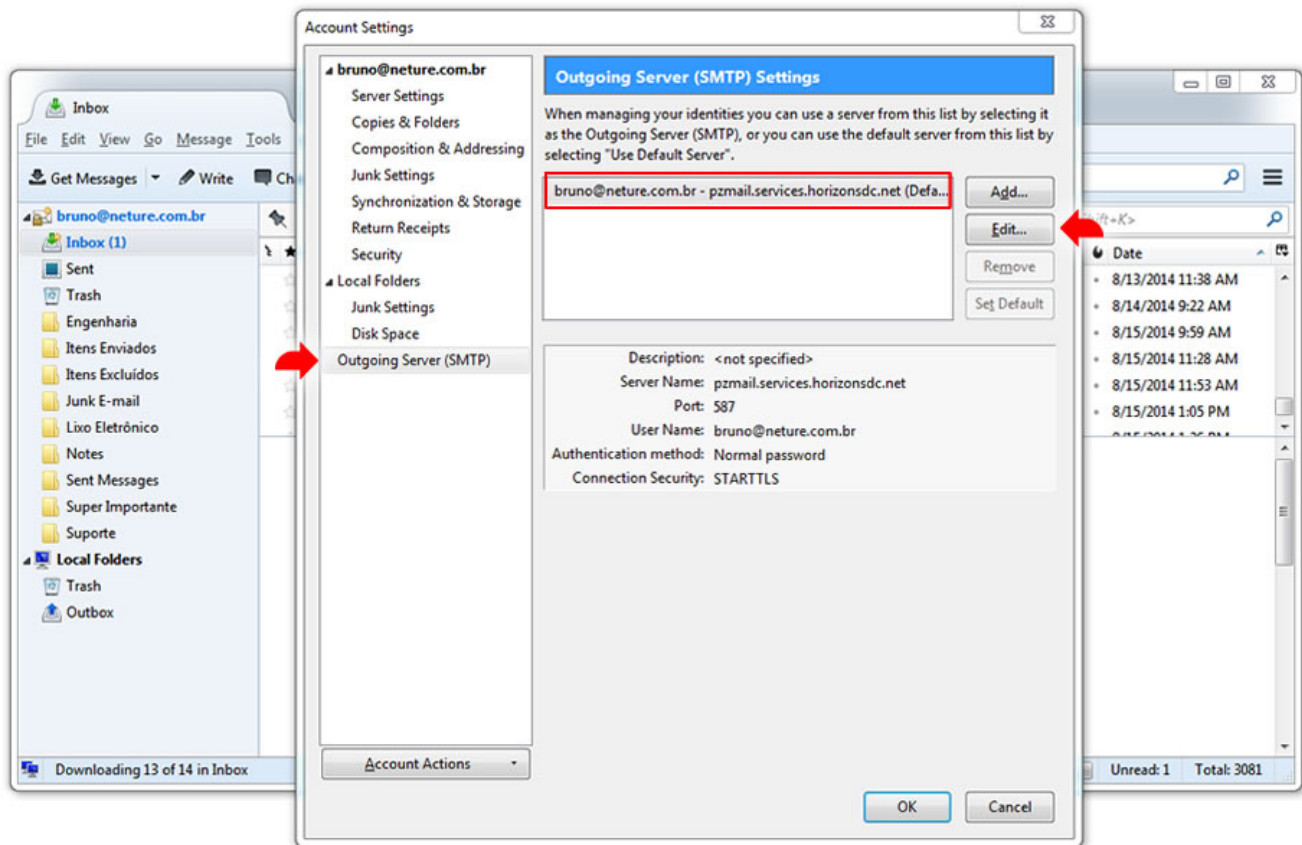 Account Settings
Inbox
File Edit View Go Message Tools
Get Messages Write Ch
bruno@neture.com.br
Inbox (1)
Sent
Trash
Engenharia
Itens Enviados
Itens Excluídos
Junk E-mail
Lixo Eletrônico
Notes
Sent Messages
Super Importante
Suporte
Local Folders
Trash
Outbox
Downloading 13 of 14 in Inbox
bruno@neture.com.br
Server Settings
Copies & Folders
Composition & Addressing
Junk Settings
Synchronization & Storage
Return Receipts
Security
Local Folders
Junk Settings
Disk Space
Outgoing Server (SMTP)
Account Actions
Outgoing Server (SMTP) Settings
When managing your identities you can use a server from this list by selecting it
as the Outgoing Server (SMTP), or you can use the default server from this list by
selecting "Use Default Server".
bruno@neture.com.br - pzmail.services.horizonsdc.net (Defa...
Add...
Edit...
Remove
Set Default
Description: <not specified>
Server Name: pzmail.services.horizonsdc.net
Port: 587
User Name: bruno@neture.com.br
Authentication method: Normal password
Connection Security: STARTTLS
OK Cancel
Date
8/13/2014 11:38 AM
8/14/2014 9:22 AM
8/15/2014 9:59 AM
8/15/2014 11:28 AM
8/15/2014 11:53 AM
8/15/2014 1:05 PM
Unread: 1 Total: 3081